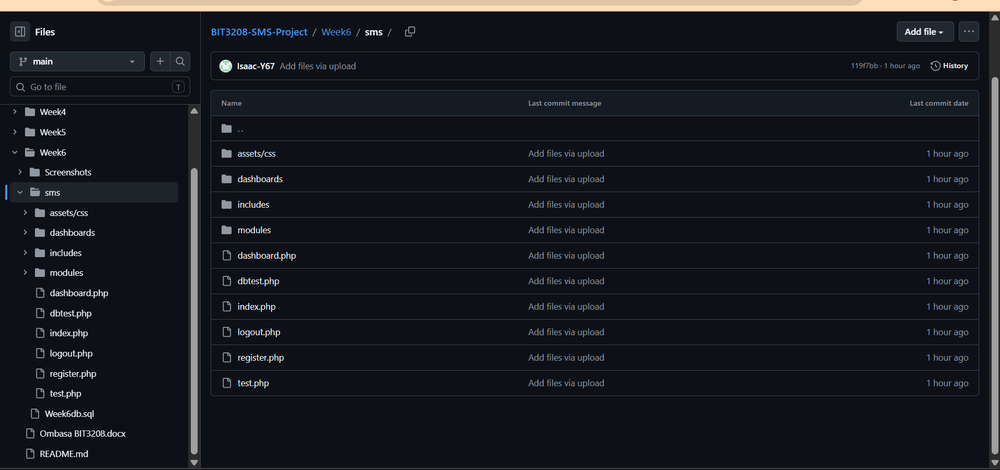 Files
main
Go to file
T
Week4
Week5
Week6
Screenshots
sms
assets/css
dashboards
includes
modules
dashboard.php
dbtest.php
index.php
logout.php
register.php
test.php
Week6db.sql
Ombasa BIT3208.docx
README.md
BIT3208-SMS-Project / Week6 / sms /
Add file
Isaac-Y67 Add files via upload 119f7bb · 1 hour ago History
Name Last commit message Last commit date
..
assets/css Add files via upload 1 hour ago
dashboards Add files via upload 1 hour ago
includes Add files via upload 1 hour ago
modules Add files via upload 1 hour ago
dashboard.php Add files via upload 1 hour ago
dbtest.php Add files via upload 1 hour ago
index.php Add files via upload 1 hour ago
logout.php Add files via upload 1 hour ago
register.php Add files via upload 1 hour ago
test.php Add files via upload 1 hour ago